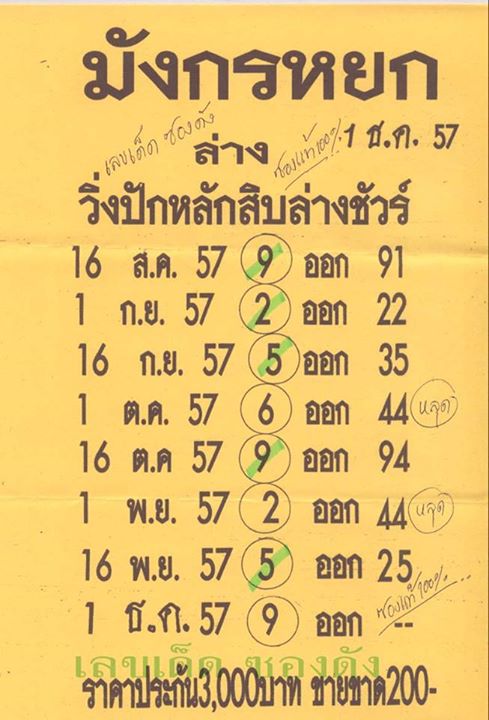 มังกรหยก
เลขเด็ด ซองดัง
ล่าง
ซองแท้100%
1 ธ.ค. 57
วิ่งปักหลักสิบล่างชัวร์
16 ส.ค. 57 9 ออก 91
1 ก.ย. 57 2 ออก 22
16 ก.ย. 57 5 ออก 35
1 ต.ค. 57 6 ออก 44 หลุด
16 ต.ค 57 9 ออก 94
1 พ.ย. 57 2 ออก 44 หลุด
16 พ.ย. 57 5 ออก 25
1 ธ.ค. 57 9 ออก --
ซองแท้100%...
เลขเด็ด ซองดัง
ราคาประกัน3,000บาท ขายขาด200-